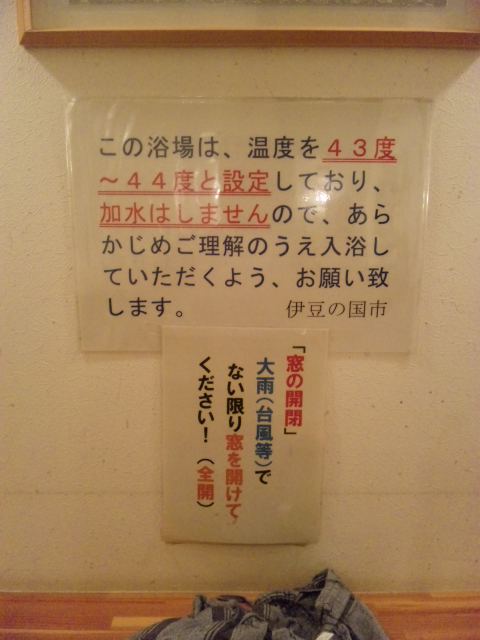 この浴場は、温度を４３度
～４４度と設定しており、
加水はしませんので、あら
かじめご理解のうえ入浴し
ていただくよう、お願い致
します。 伊豆の国市
「窓の開閉」
大雨（台風等）で
ない限り窓を開けて
ください！（全開）